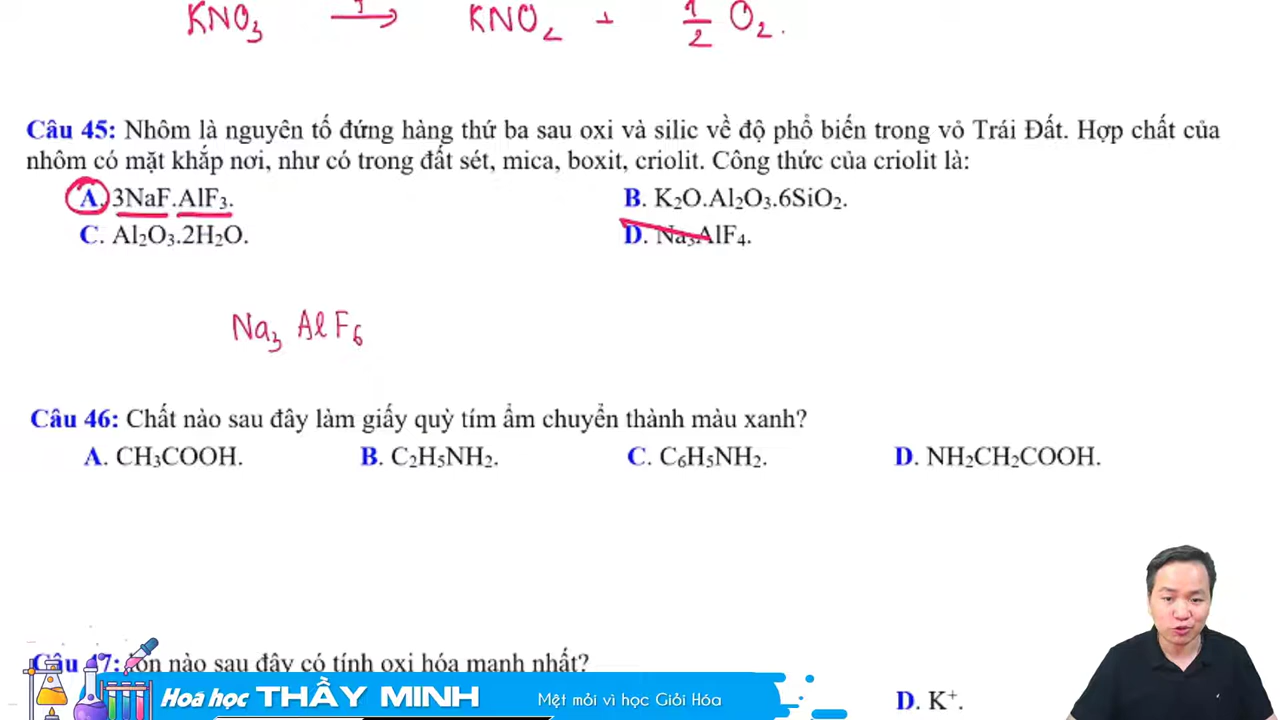 KNO₃ → KNO₂ + 1/2 O₂.
Câu 45: Nhôm là nguyên tố đứng hàng thứ ba sau oxi và silic về độ phổ biến trong vỏ Trái Đất. Hợp chất của
nhôm có mặt khắp nơi, như có trong đất sét, mica, boxit, criolit. Công thức của criolit là:
A. 3NaF.AlF₃. B. K₂O.Al₂O₃.6SiO₂.
C. Al₂O₃.2H₂O. D. Na₃AlF₄.
Na₃AlF₆
Câu 46: Chất nào sau đây làm giấy quỳ tím ẩm chuyển thành màu xanh?
A. CH₃COOH. B. C₂H₅NH₂. C. C₆H₅NH₂. D. NH₂CH₂COOH.
Câu 47: Ion nào sau đây có tính oxi hóa mạnh nhất?
D. K⁺.
Hoá học THẦY MINH Mệt mỏi vì học Giỏi Hóa